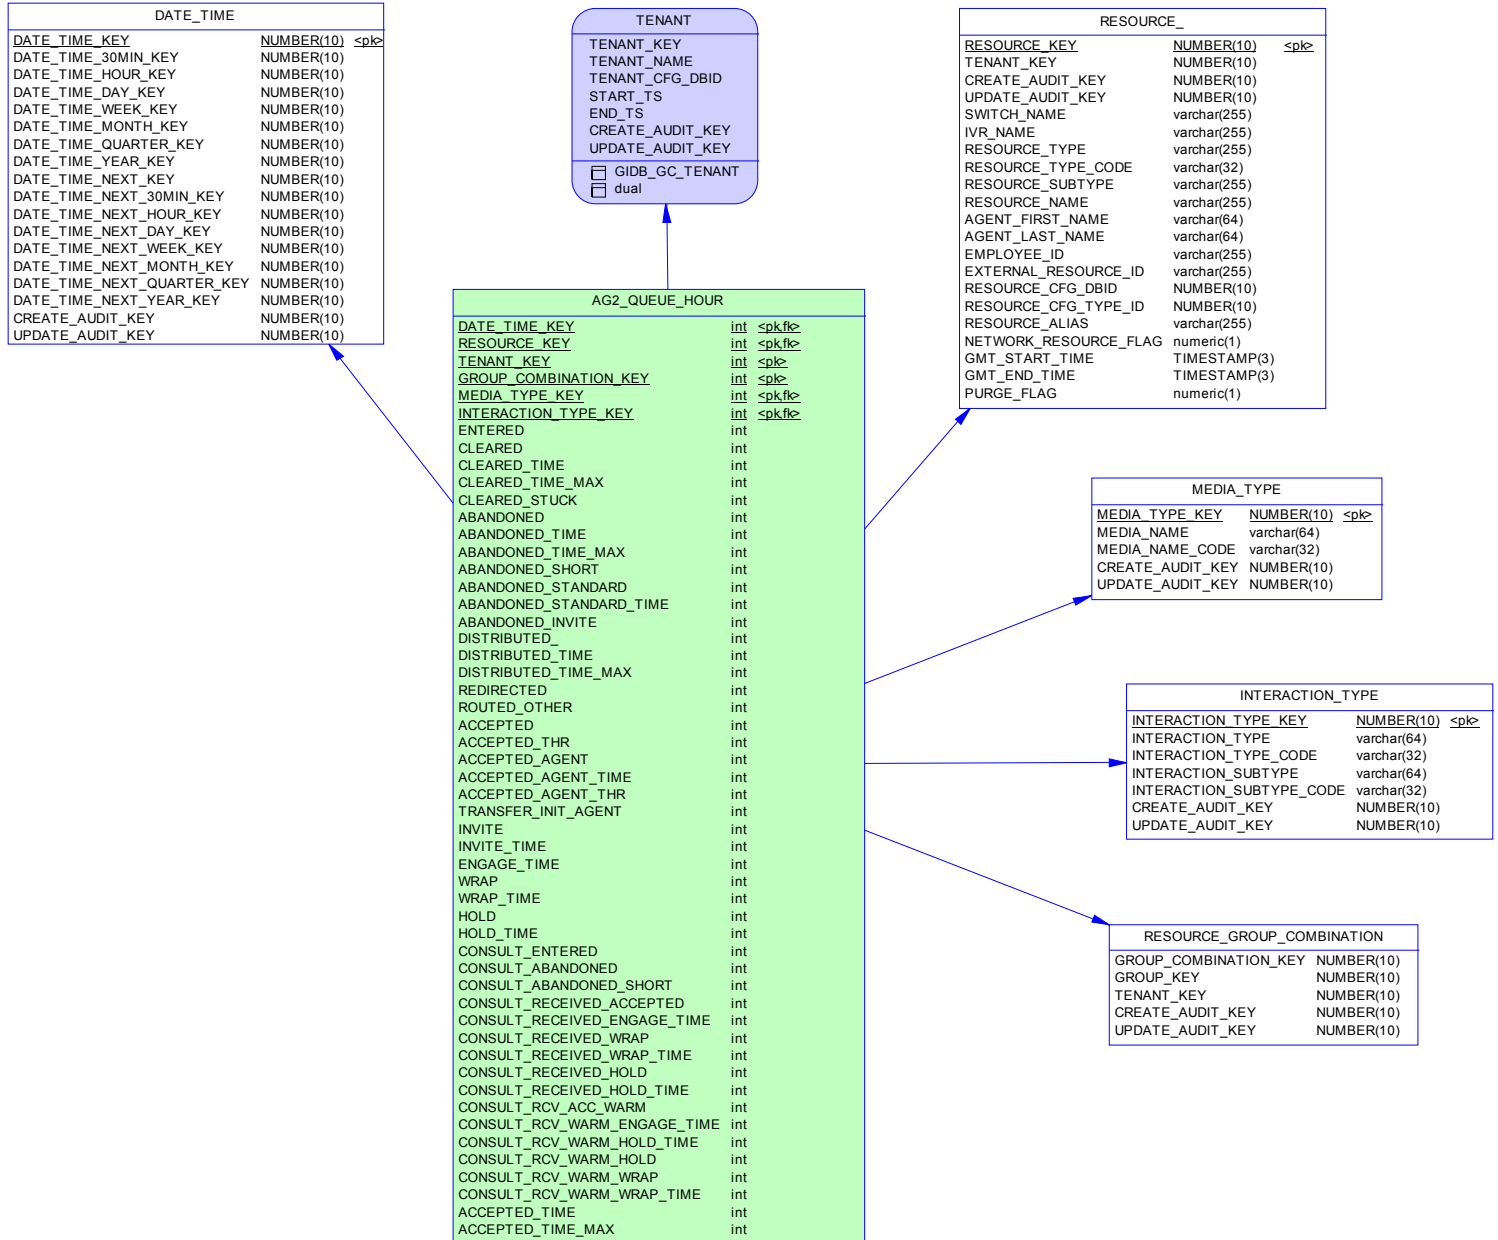 DATE_TIME
DATE_TIME_KEY NUMBER(10) <pk>
DATE_TIME_30MIN_KEY NUMBER(10)
DATE_TIME_HOUR_KEY NUMBER(10)
DATE_TIME_DAY_KEY NUMBER(10)
DATE_TIME_WEEK_KEY NUMBER(10)
DATE_TIME_MONTH_KEY NUMBER(10)
DATE_TIME_QUARTER_KEY NUMBER(10)
DATE_TIME_YEAR_KEY NUMBER(10)
DATE_TIME_NEXT_KEY NUMBER(10)
DATE_TIME_NEXT_30MIN_KEY NUMBER(10)
DATE_TIME_NEXT_HOUR_KEY NUMBER(10)
DATE_TIME_NEXT_DAY_KEY NUMBER(10)
DATE_TIME_NEXT_WEEK_KEY NUMBER(10)
DATE_TIME_NEXT_MONTH_KEY NUMBER(10)
DATE_TIME_NEXT_QUARTER_KEY NUMBER(10)
DATE_TIME_NEXT_YEAR_KEY NUMBER(10)
CREATE_AUDIT_KEY NUMBER(10)
UPDATE_AUDIT_KEY NUMBER(10)
TENANT
TENANT_KEY
TENANT_NAME
TENANT_CFG_DBID
START_TS
END_TS
CREATE_AUDIT_KEY
UPDATE_AUDIT_KEY
GIDB_GC_TENANT
dual
RESOURCE_
RESOURCE_KEY NUMBER(10) <pk>
TENANT_KEY NUMBER(10)
CREATE_AUDIT_KEY NUMBER(10)
UPDATE_AUDIT_KEY NUMBER(10)
SWITCH_NAME varchar(255)
IVR_NAME varchar(255)
RESOURCE_TYPE varchar(255)
RESOURCE_TYPE_CODE varchar(32)
RESOURCE_SUBTYPE varchar(255)
RESOURCE_NAME varchar(255)
AGENT_FIRST_NAME varchar(64)
AGENT_LAST_NAME varchar(64)
EMPLOYEE_ID varchar(255)
EXTERNAL_RESOURCE_ID varchar(255)
RESOURCE_CFG_DBID NUMBER(10)
RESOURCE_CFG_TYPE_ID NUMBER(10)
RESOURCE_ALIAS varchar(255)
NETWORK_RESOURCE_FLAG numeric(1)
GMT_START_TIME TIMESTAMP(3)
GMT_END_TIME TIMESTAMP(3)
PURGE_FLAG numeric(1)
AG2_QUEUE_HOUR
DATE_TIME_KEY int <pk,fk>
RESOURCE_KEY int <pk,fk>
TENANT_KEY int <pk>
GROUP_COMBINATION_KEY int <pk>
MEDIA_TYPE_KEY int <pk,fk>
INTERACTION_TYPE_KEY int <pk,fk>
ENTERED int
CLEARED int
CLEARED_TIME int
CLEARED_TIME_MAX int
CLEARED_STUCK int
ABANDONED int
ABANDONED_TIME int
ABANDONED_TIME_MAX int
ABANDONED_SHORT int
ABANDONED_STANDARD int
ABANDONED_STANDARD_TIME int
ABANDONED_INVITE int
DISTRIBUTED_ int
DISTRIBUTED_TIME int
DISTRIBUTED_TIME_MAX int
REDIRECTED int
ROUTED_OTHER int
ACCEPTED int
ACCEPTED_THR int
ACCEPTED_AGENT int
ACCEPTED_AGENT_TIME int
ACCEPTED_AGENT_THR int
TRANSFER_INIT_AGENT int
INVITE int
INVITE_TIME int
ENGAGE_TIME int
WRAP int
WRAP_TIME int
HOLD int
HOLD_TIME int
CONSULT_ENTERED int
CONSULT_ABANDONED int
CONSULT_ABANDONED_SHORT int
CONSULT_RECEIVED_ACCEPTED int
CONSULT_RECEIVED_ENGAGE_TIME int
CONSULT_RECEIVED_WRAP int
CONSULT_RECEIVED_WRAP_TIME int
CONSULT_RECEIVED_HOLD int
CONSULT_RECEIVED_HOLD_TIME int
CONSULT_RCV_ACC_WARM int
CONSULT_RCV_WARM_ENGAGE_TIME int
CONSULT_RCV_WARM_HOLD_TIME int
CONSULT_RCV_WARM_HOLD int
CONSULT_RCV_WARM_WRAP int
CONSULT_RCV_WARM_WRAP_TIME int
ACCEPTED_TIME int
ACCEPTED_TIME_MAX int
MEDIA_TYPE
MEDIA_TYPE_KEY NUMBER(10) <pk>
MEDIA_NAME varchar(64)
MEDIA_NAME_CODE varchar(32)
CREATE_AUDIT_KEY NUMBER(10)
UPDATE_AUDIT_KEY NUMBER(10)
INTERACTION_TYPE
INTERACTION_TYPE_KEY NUMBER(10) <pk>
INTERACTION_TYPE varchar(64)
INTERACTION_TYPE_CODE varchar(32)
INTERACTION_SUBTYPE varchar(64)
INTERACTION_SUBTYPE_CODE varchar(32)
CREATE_AUDIT_KEY NUMBER(10)
UPDATE_AUDIT_KEY NUMBER(10)
RESOURCE_GROUP_COMBINATION
GROUP_COMBINATION_KEY NUMBER(10)
GROUP_KEY NUMBER(10)
TENANT_KEY NUMBER(10)
CREATE_AUDIT_KEY NUMBER(10)
UPDATE_AUDIT_KEY NUMBER(10)